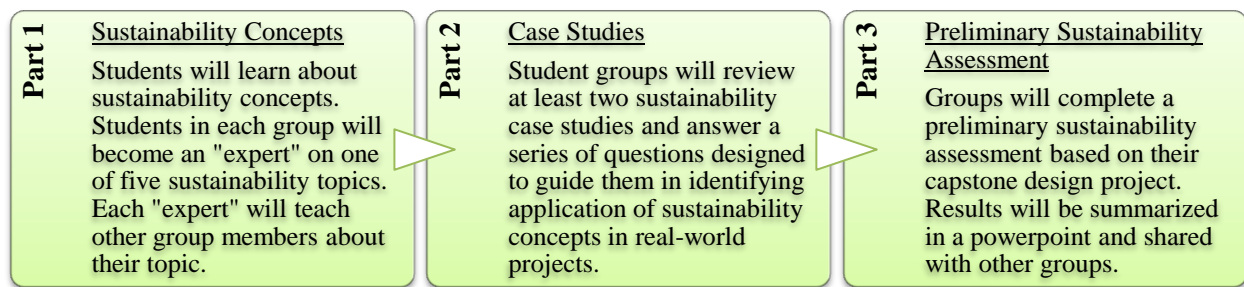 Part 1
Sustainability Concepts
Students will learn about
sustainability concepts.
Students in each group will
become an "expert" on one
of five sustainability topics.
Each "expert" will teach
other group members about
their topic.
Part 2
Case Studies
Student groups will review
at least two sustainability
case studies and answer a
series of questions designed
to guide them in identifying
application of sustainability
concepts in real-world
projects.
Part 3
Preliminary Sustainability
Assessment
Groups will complete a
preliminary sustainability
assessment based on their
capstone design project.
Results will be summarized
in a powerpoint and shared
with other groups.